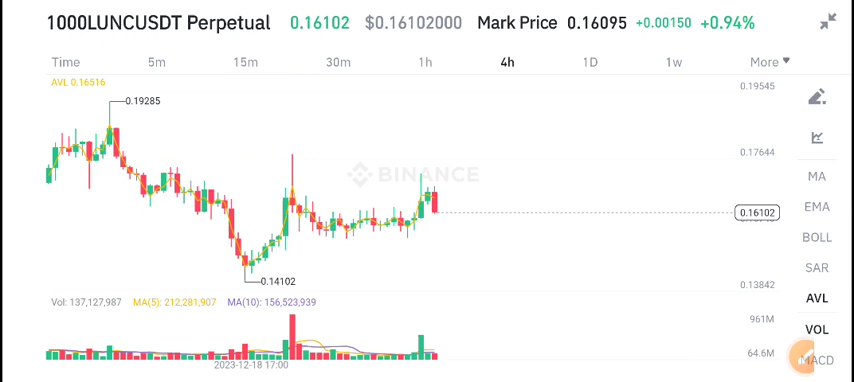 1000LUNCUSDT Perpetual 0.16102 $0.16102000 Mark Price 0.16095 +0.00150 +0.94%
Time 5m 15m 30m 1h 4h 1D 1w More
AVL 0.16516
0.19545
0.19285
0.17644
BINANCE
MA
EMA
0.16102
BOLL
SAR
0.14102
0.13842
AVL
Vol: 137,127,987 MA(5): 212,281,907 MA(10): 156,523,939
961M
VOL
64.6M
MACD
2023-12-18 17:00